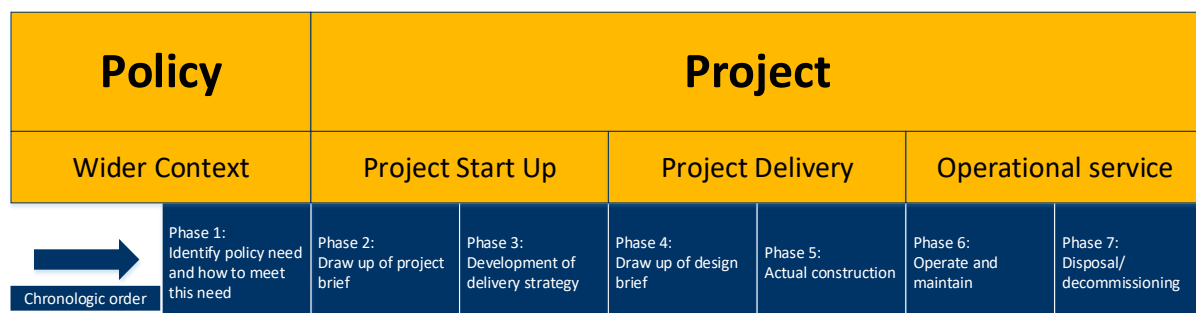 Policy
Project
Wider Context
Project Start Up
Project Delivery
Operational service
Chronologic order
Phase 1:
Identify policy need
and how to meet
this need
Phase 2:
Draw up of project
brief
Phase 3:
Development of
delivery strategy
Phase 4:
Draw up of design
brief
Phase 5:
Actual construction
Phase 6:
Operate and
maintain
Phase 7:
Disposal/
decommissioning